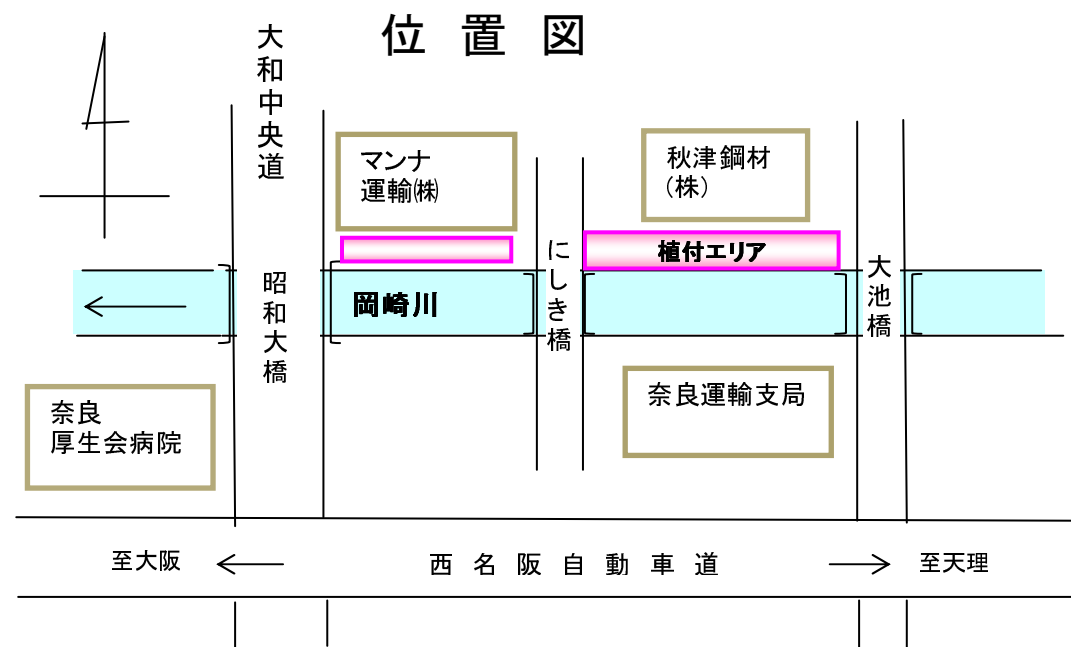 位置図
大和中央道
マンナ
運輸㈱
秋津鋼材
（株）
植付エリア
にしき橋
大池橋
昭和大橋
岡崎川
奈良
厚生会病院
奈良運輸支局
至大阪
西名阪自動車道
至天理